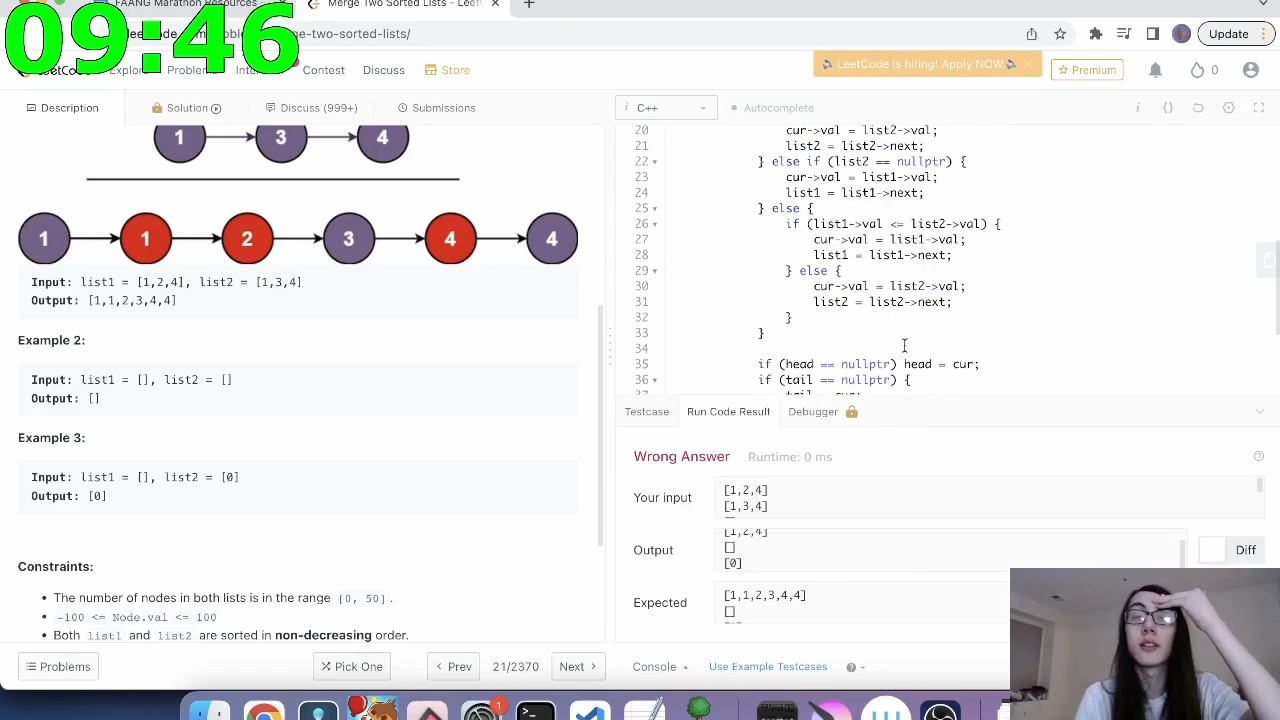 09:46
FAANG Marathon Resources
Merge Two Sorted Lists - LeetC
ge-two-sorted-lists/
Update
Explore
Contest
Discuss
Store
LeetCode is hiring! Apply NOW.
Premium
0
Description
Solution
Discuss (999+)
Submissions
i C++
Autocomplete
1 3 4
1 1 2 3 4 4
Input: list1 = [1,2,4], list2 = [1,3,4]
Output: [1,1,2,3,4,4]
Example 2:
Input: list1 = [], list2 = []
Output: []
Example 3:
Input: list1 = [], list2 = [0]
Output: [0]
Constraints:
The number of nodes in both lists is in the range [0, 50].
-100 <= Node.val <= 100
Both list1 and list2 are sorted in non-decreasing order.
20 cur->val = list2->val;
21 list2 = list2->next;
22 } else if (list2 == nullptr) {
23 cur->val = list1->val;
24 list1 = list1->next;
25 } else {
26 if (list1->val <= list2->val) {
27 cur->val = list1->val;
28 list1 = list1->next;
29 } else {
30 cur->val = list2->val;
31 list2 = list2->next;
32 }
33 }
34
35 if (head == nullptr) head = cur;
36 if (tail == nullptr) {
Testcase
Run Code Result
Debugger
Wrong Answer
Runtime: 0 ms
Your input
[1,2,4]
[1,3,4]
Output
[1,2,4]
[]
[0]
Diff
Expected
[1,1,2,3,4,4]
[]
Problems
Pick One
Prev
21/2370
Next
Console
Use Example Testcases
1